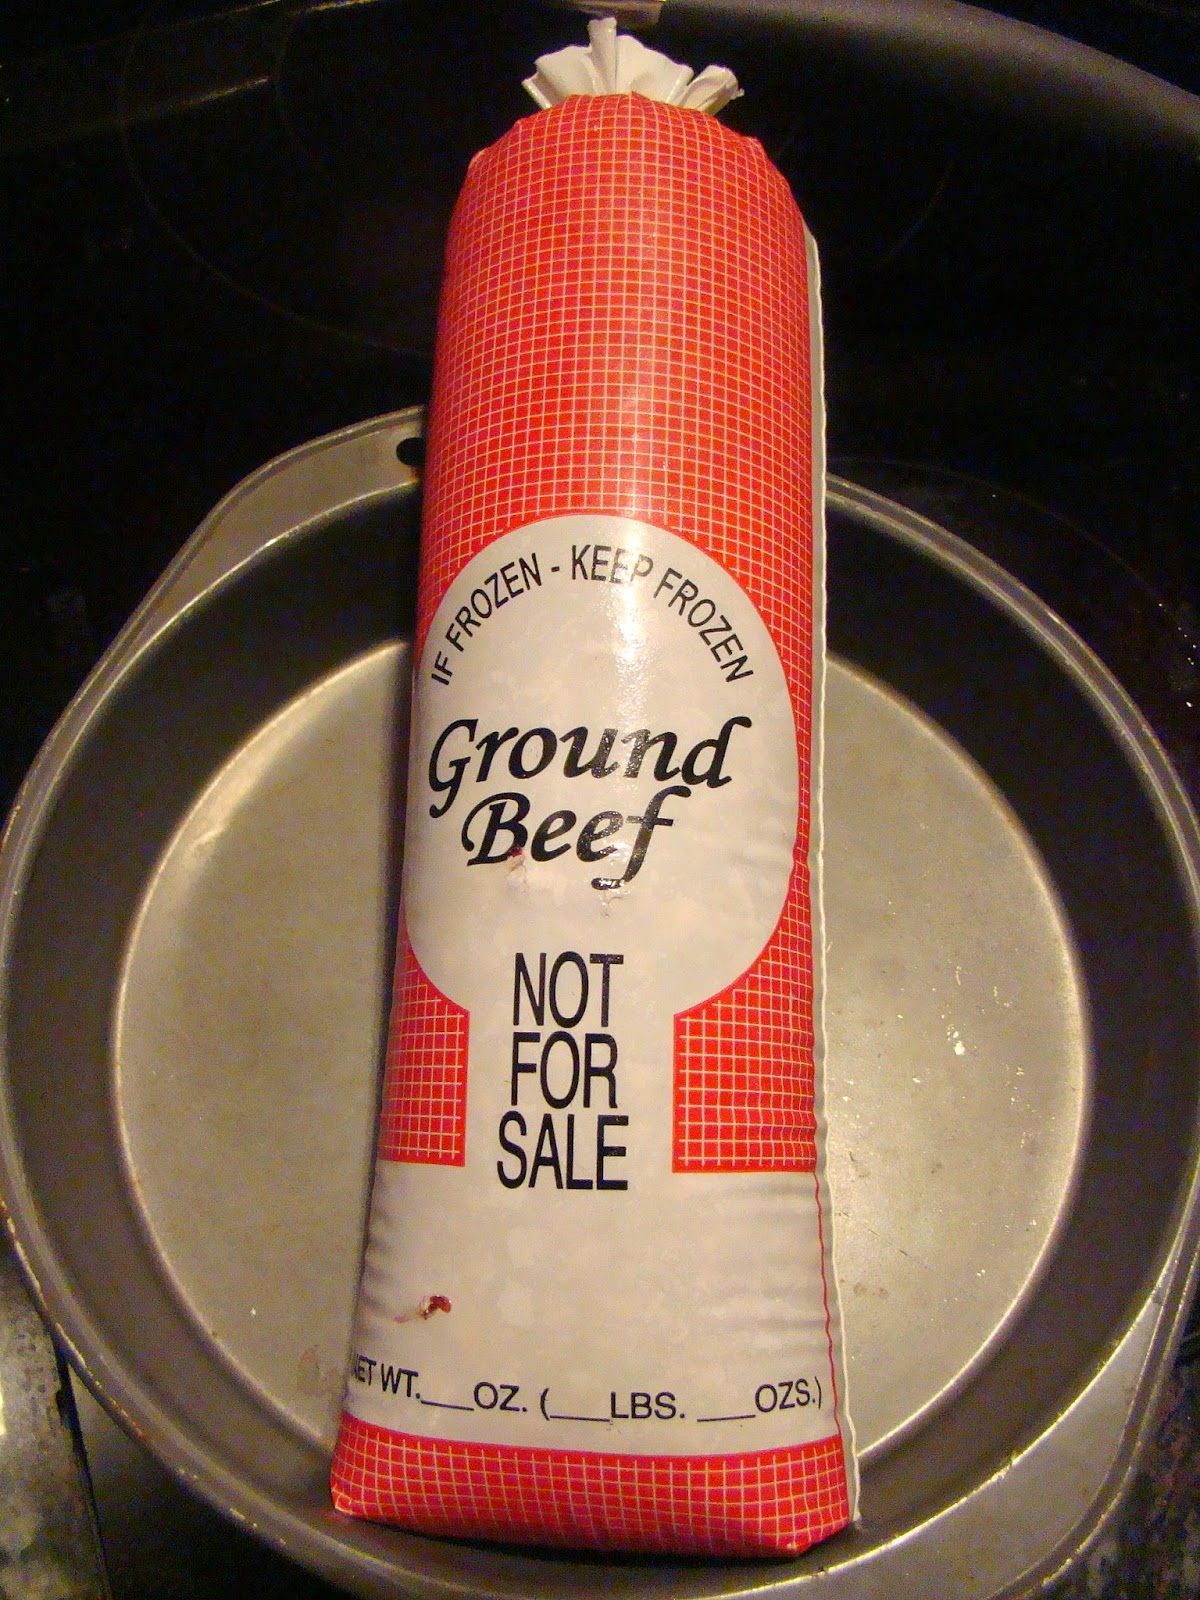 IF FROZEN - KEEP FROZEN
Ground
Beef
NOT
FOR
SALE
NET WT.___OZ. (___LBS. ___OZS.)